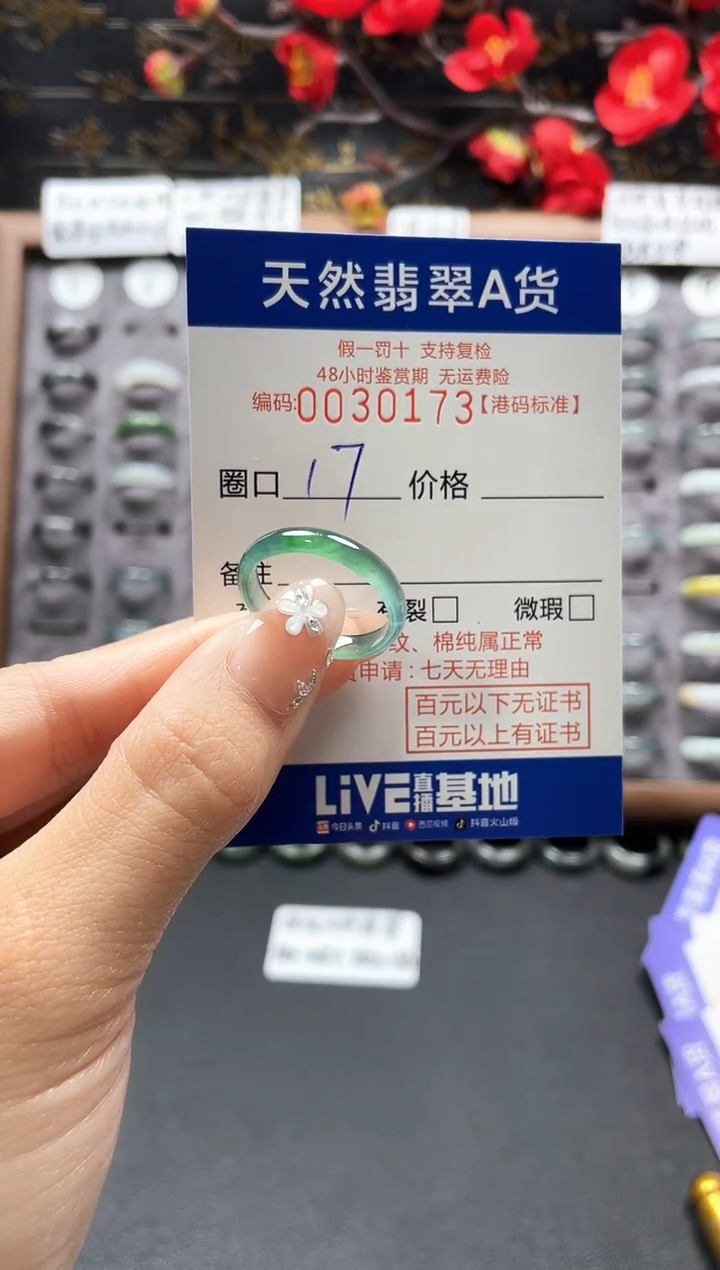 天然翡翠A货
假一罚十 支持复检
48小时鉴赏期 无运费险
编码:0030173【港码标准】
圈口 17 价格
备注
裂□ 微瑕□
纹、棉纯属正常
申请:七天无理由
百元以下无证书
百元以上有证书
LiVE直播基地
今日头条 抖音 西瓜视频 抖音火山版